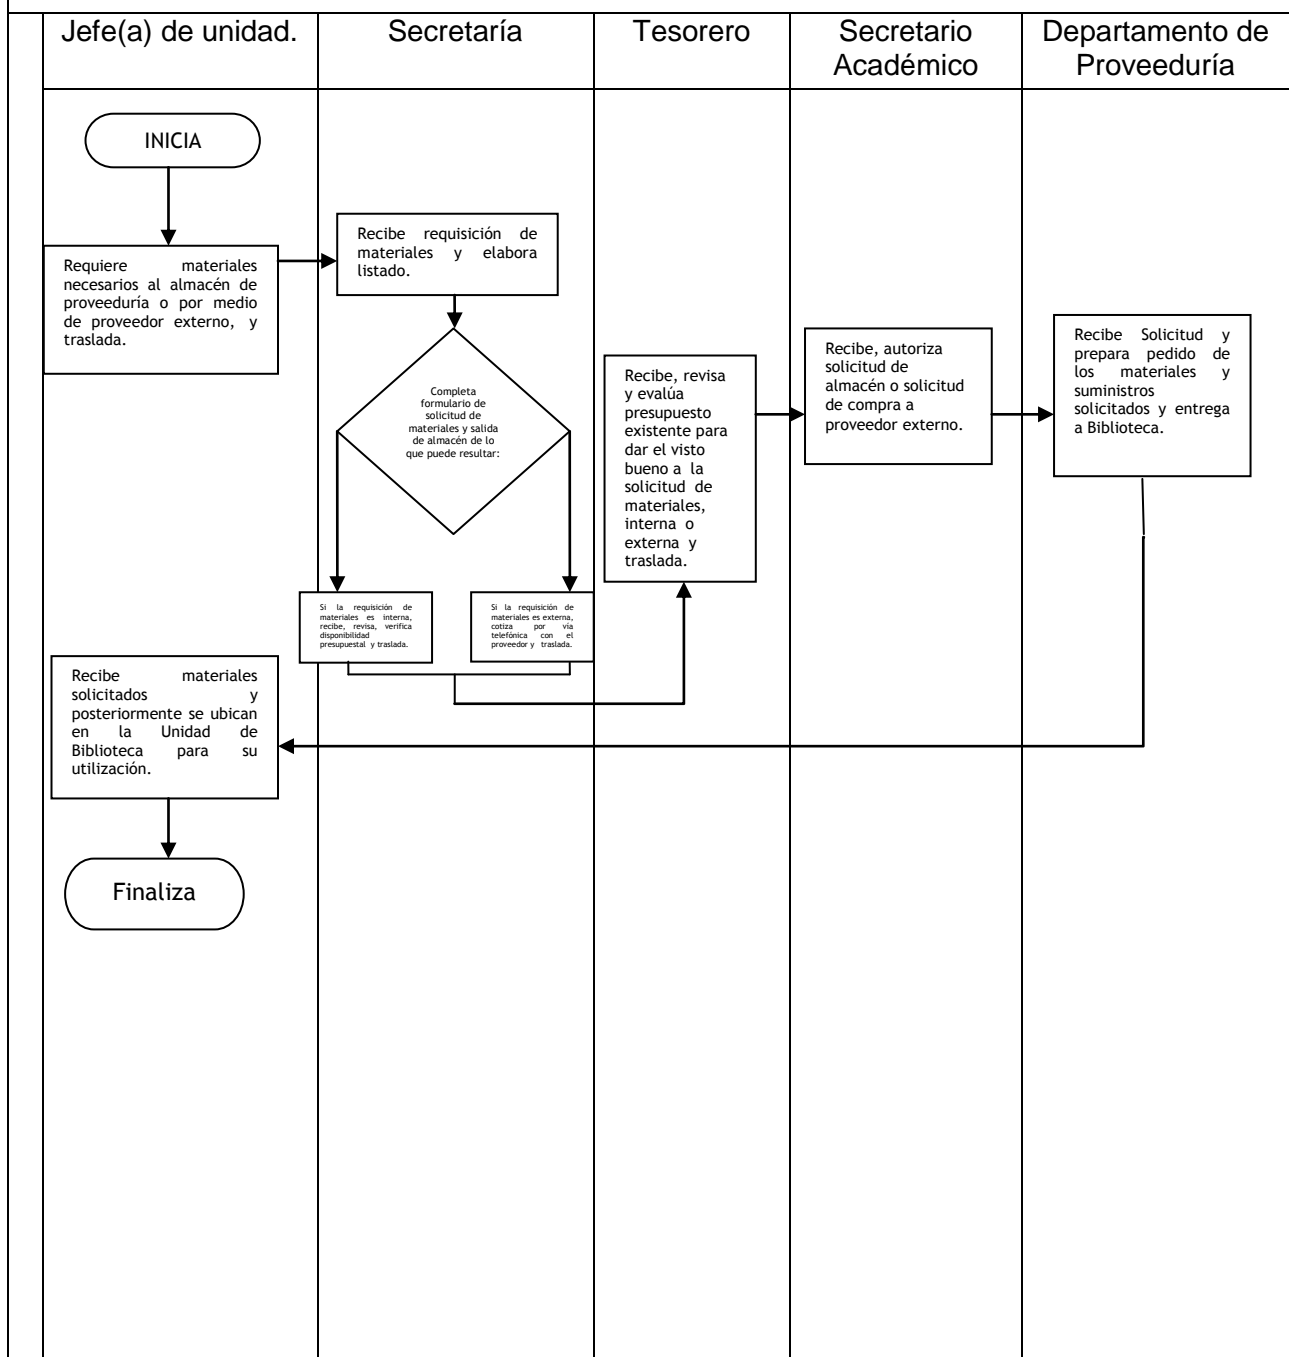 Jefe(a) de unidad.
Secretaría
Tesorero
Secretario
Académico
Departamento de
Proveeduría
INICIA
Requiere materiales
necesarios al almacén de
proveeduría o por medio
de proveedor externo, y
traslada.
Recibe requisición de
materiales y elabora
listado.
Completa
formulario de
solicitud de
materiales y salida
de almacén de lo
que puede resultar:
Si la requisición de
materiales es interna,
recibe, revisa, verifica
disponibilidad
presupuestal y traslada.
Si la requisición de
materiales es externa,
cotiza por vía
telefónica con el
proveedor y traslada.
Recibe, revisa
y evalúa
presupuesto
existente para
dar el visto
bueno a la
solicitud de
materiales,
interna o
externa y
traslada.
Recibe, autoriza
solicitud de
almacén o solicitud
de compra a
proveedor externo.
Recibe Solicitud y
prepara pedido de
los materiales y
suministros
solicitados y entrega
a Biblioteca.
Recibe materiales
solicitados y
posteriormente se ubican
en la Unidad de
Biblioteca para su
utilización.
Finaliza